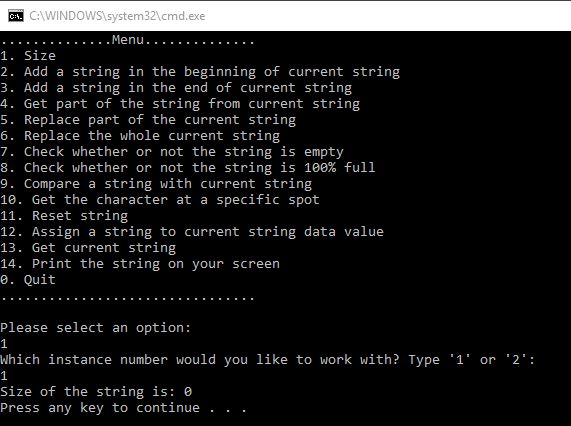 C:\WINDOWS\system32\cmd.exe
..............Menu..............
1. Size
2. Add a string in the beginning of current string
3. Add a string in the end of current string
4. Get part of the string from current string
5. Replace part of the current string
6. Replace the whole current string
7. Check whether or not the string is empty
8. Check whether or not the string is 100% full
9. Compare a string with current string
10. Get the character at a specific spot
11. Reset string
12. Assign a string to current string data value
13. Get current string
14. Print the string on your screen
0. Quit
................................
Please select an option:
1
Which instance number would you like to work with? Type '1' or '2':
1
Size of the string is: 0
Press any key to continue . . .